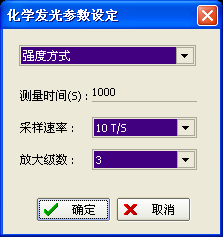 化学发光参数设定
强度方式
测量时间(S)：1000
采样速率： 10 T/S
放大级数： 3
确定 取消